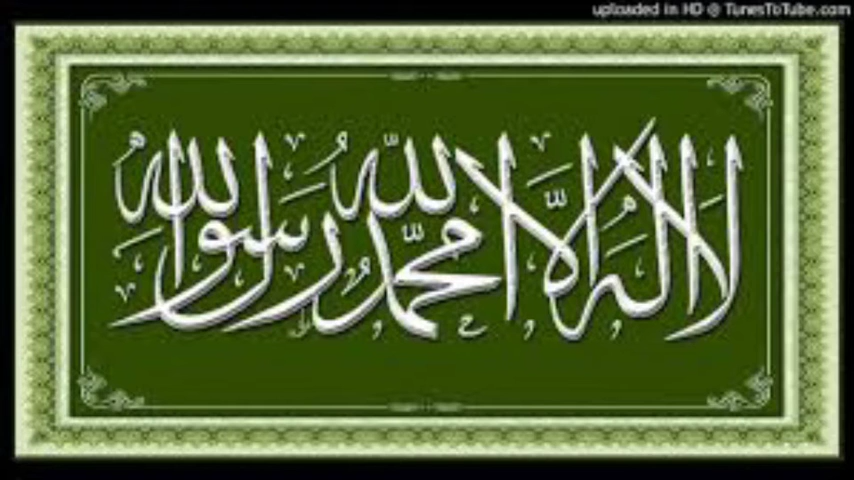 uploaded in HD @ TunesToTube.com
لا إله إلا الله محمد رسول الله